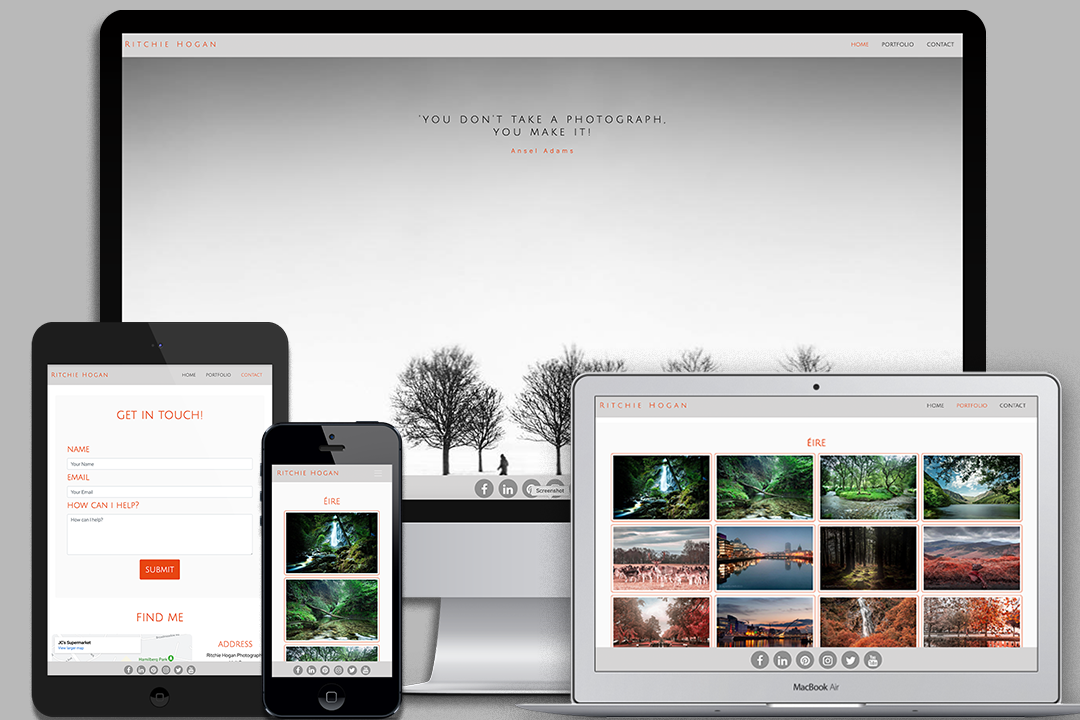 RITCHIE HOGAN
HOME PORTFOLIO CONTACT
'YOU DON'T TAKE A PHOTOGRAPH,
YOU MAKE IT!
Ansel Adams
Screenshot
RITCHIE HOGAN
HOME PORTFOLIO CONTACT
GET IN TOUCH!
NAME
Your Name
EMAIL
Your Email
HOW CAN I HELP?
How can I help?
SUBMIT
FIND ME
JC's Supermarket
View larger map
ADDRESS
Ritchie Hogan Photograph
RITCHIE HOGAN
ÉIRE
RITCHIE HOGAN
HOME PORTFOLIO CONTACT
ÉIRE
MacBook Air